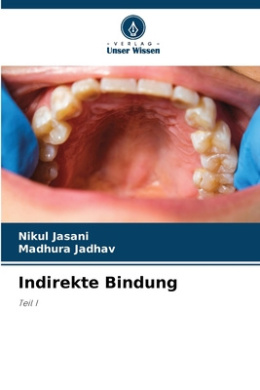 • VERLAG •
Unser Wissen
Nikul Jasani
Madhura Jadhav
Indirekte Bindung
Teil I